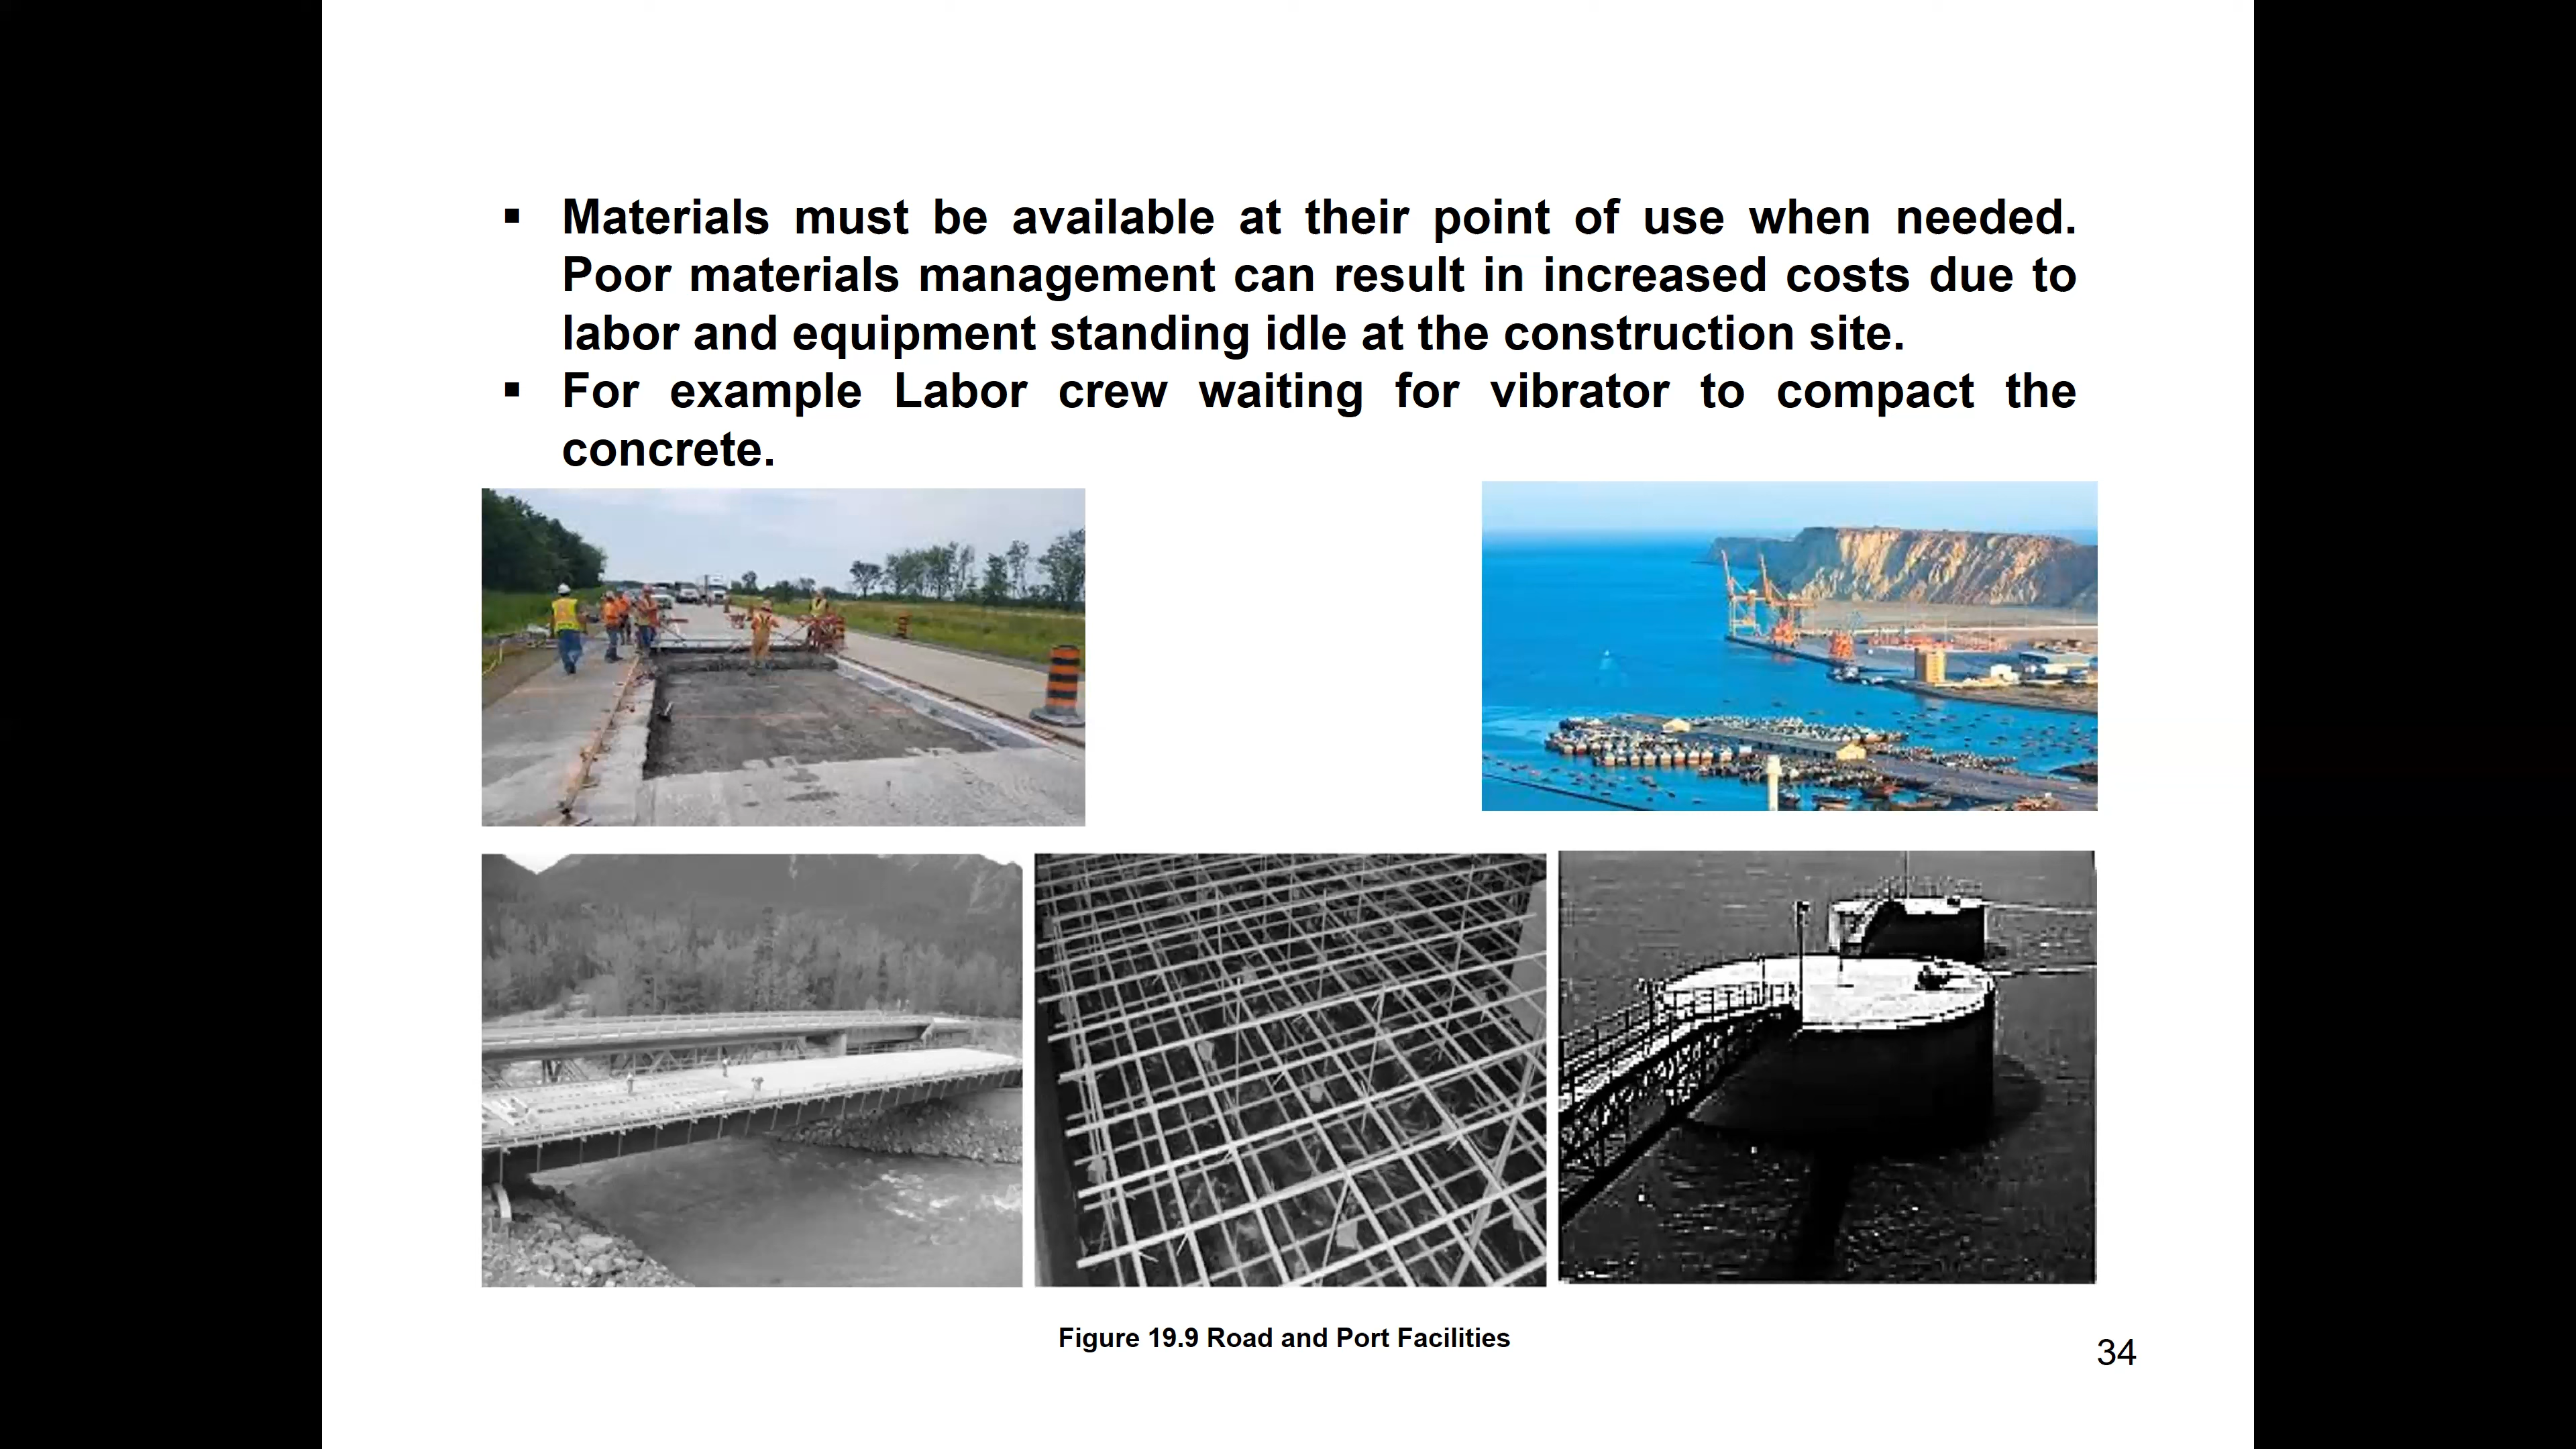 ▪ Materials must be available at their point of use when needed.
Poor materials management can result in increased costs due to
labor and equipment standing idle at the construction site.
▪ For example Labor crew waiting for vibrator to compact the
concrete.
Figure 19.9 Road and Port Facilities
34